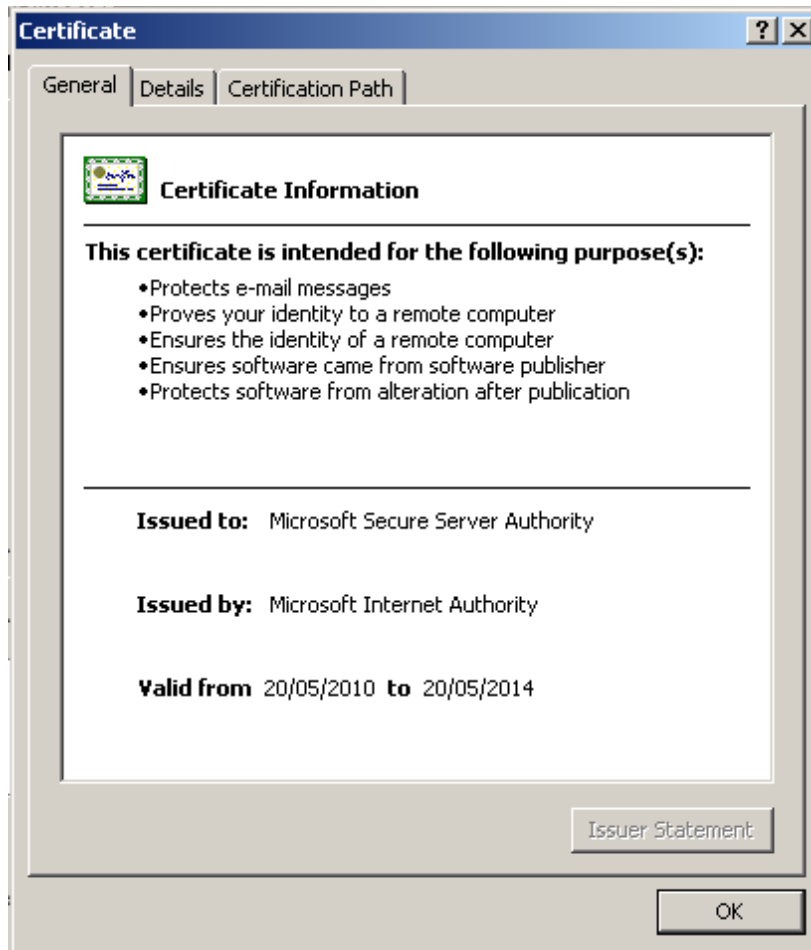 Certificate
General Details Certification Path
Certificate Information
This certificate is intended for the following purpose(s):
•Protects e-mail messages
•Proves your identity to a remote computer
•Ensures the identity of a remote computer
•Ensures software came from software publisher
•Protects software from alteration after publication
Issued to: Microsoft Secure Server Authority
Issued by: Microsoft Internet Authority
Valid from 20/05/2010 to 20/05/2014
Issuer Statement
OK